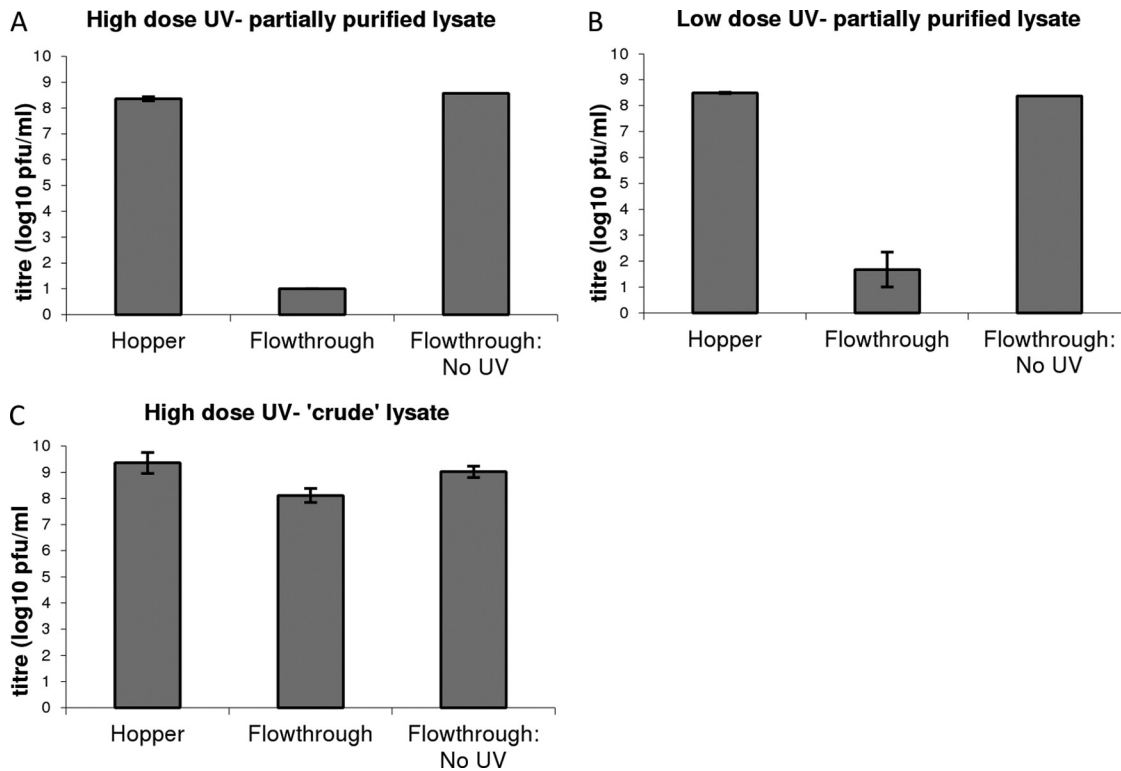 A
High dose UV- partially purified lysate
titre (log10 pfu/ml)
10
9
8
7
6
5
4
3
2
1
0
Hopper
Flowthrough
Flowthrough:
No UV
B
Low dose UV- partially purified lysate
titre (log10 pfu/ml)
10
9
8
7
6
5
4
3
2
1
0
Hopper
Flowthrough
Flowthrough:
No UV
C
High dose UV- 'crude' lysate
titre (log10 pfu/ml
10
9
8
7
6
5
4
3
2
1
0
Hopper
Flowthrough
Flowthrough:
No UV